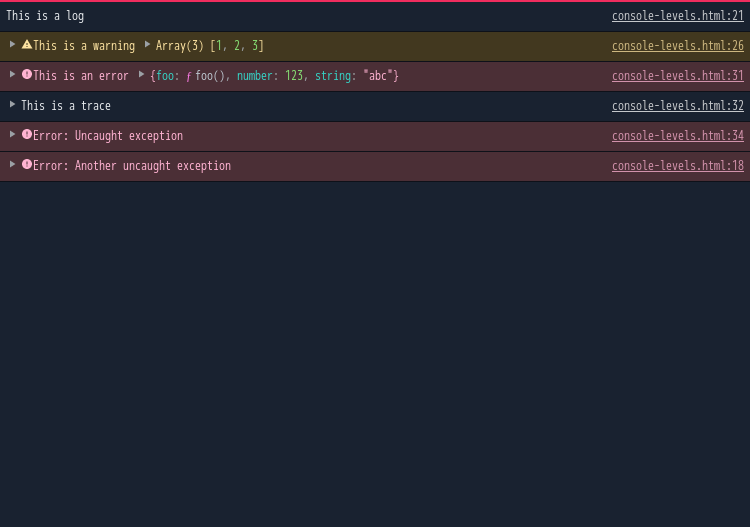 This is a log console-levels.html:21
This is a warning Array(3) [1, 2, 3] console-levels.html:26
This is an error {foo: ƒ foo(), number: 123, string: "abc"} console-levels.html:31
This is a trace console-levels.html:32
Error: Uncaught exception console-levels.html:34
Error: Another uncaught exception console-levels.html:18